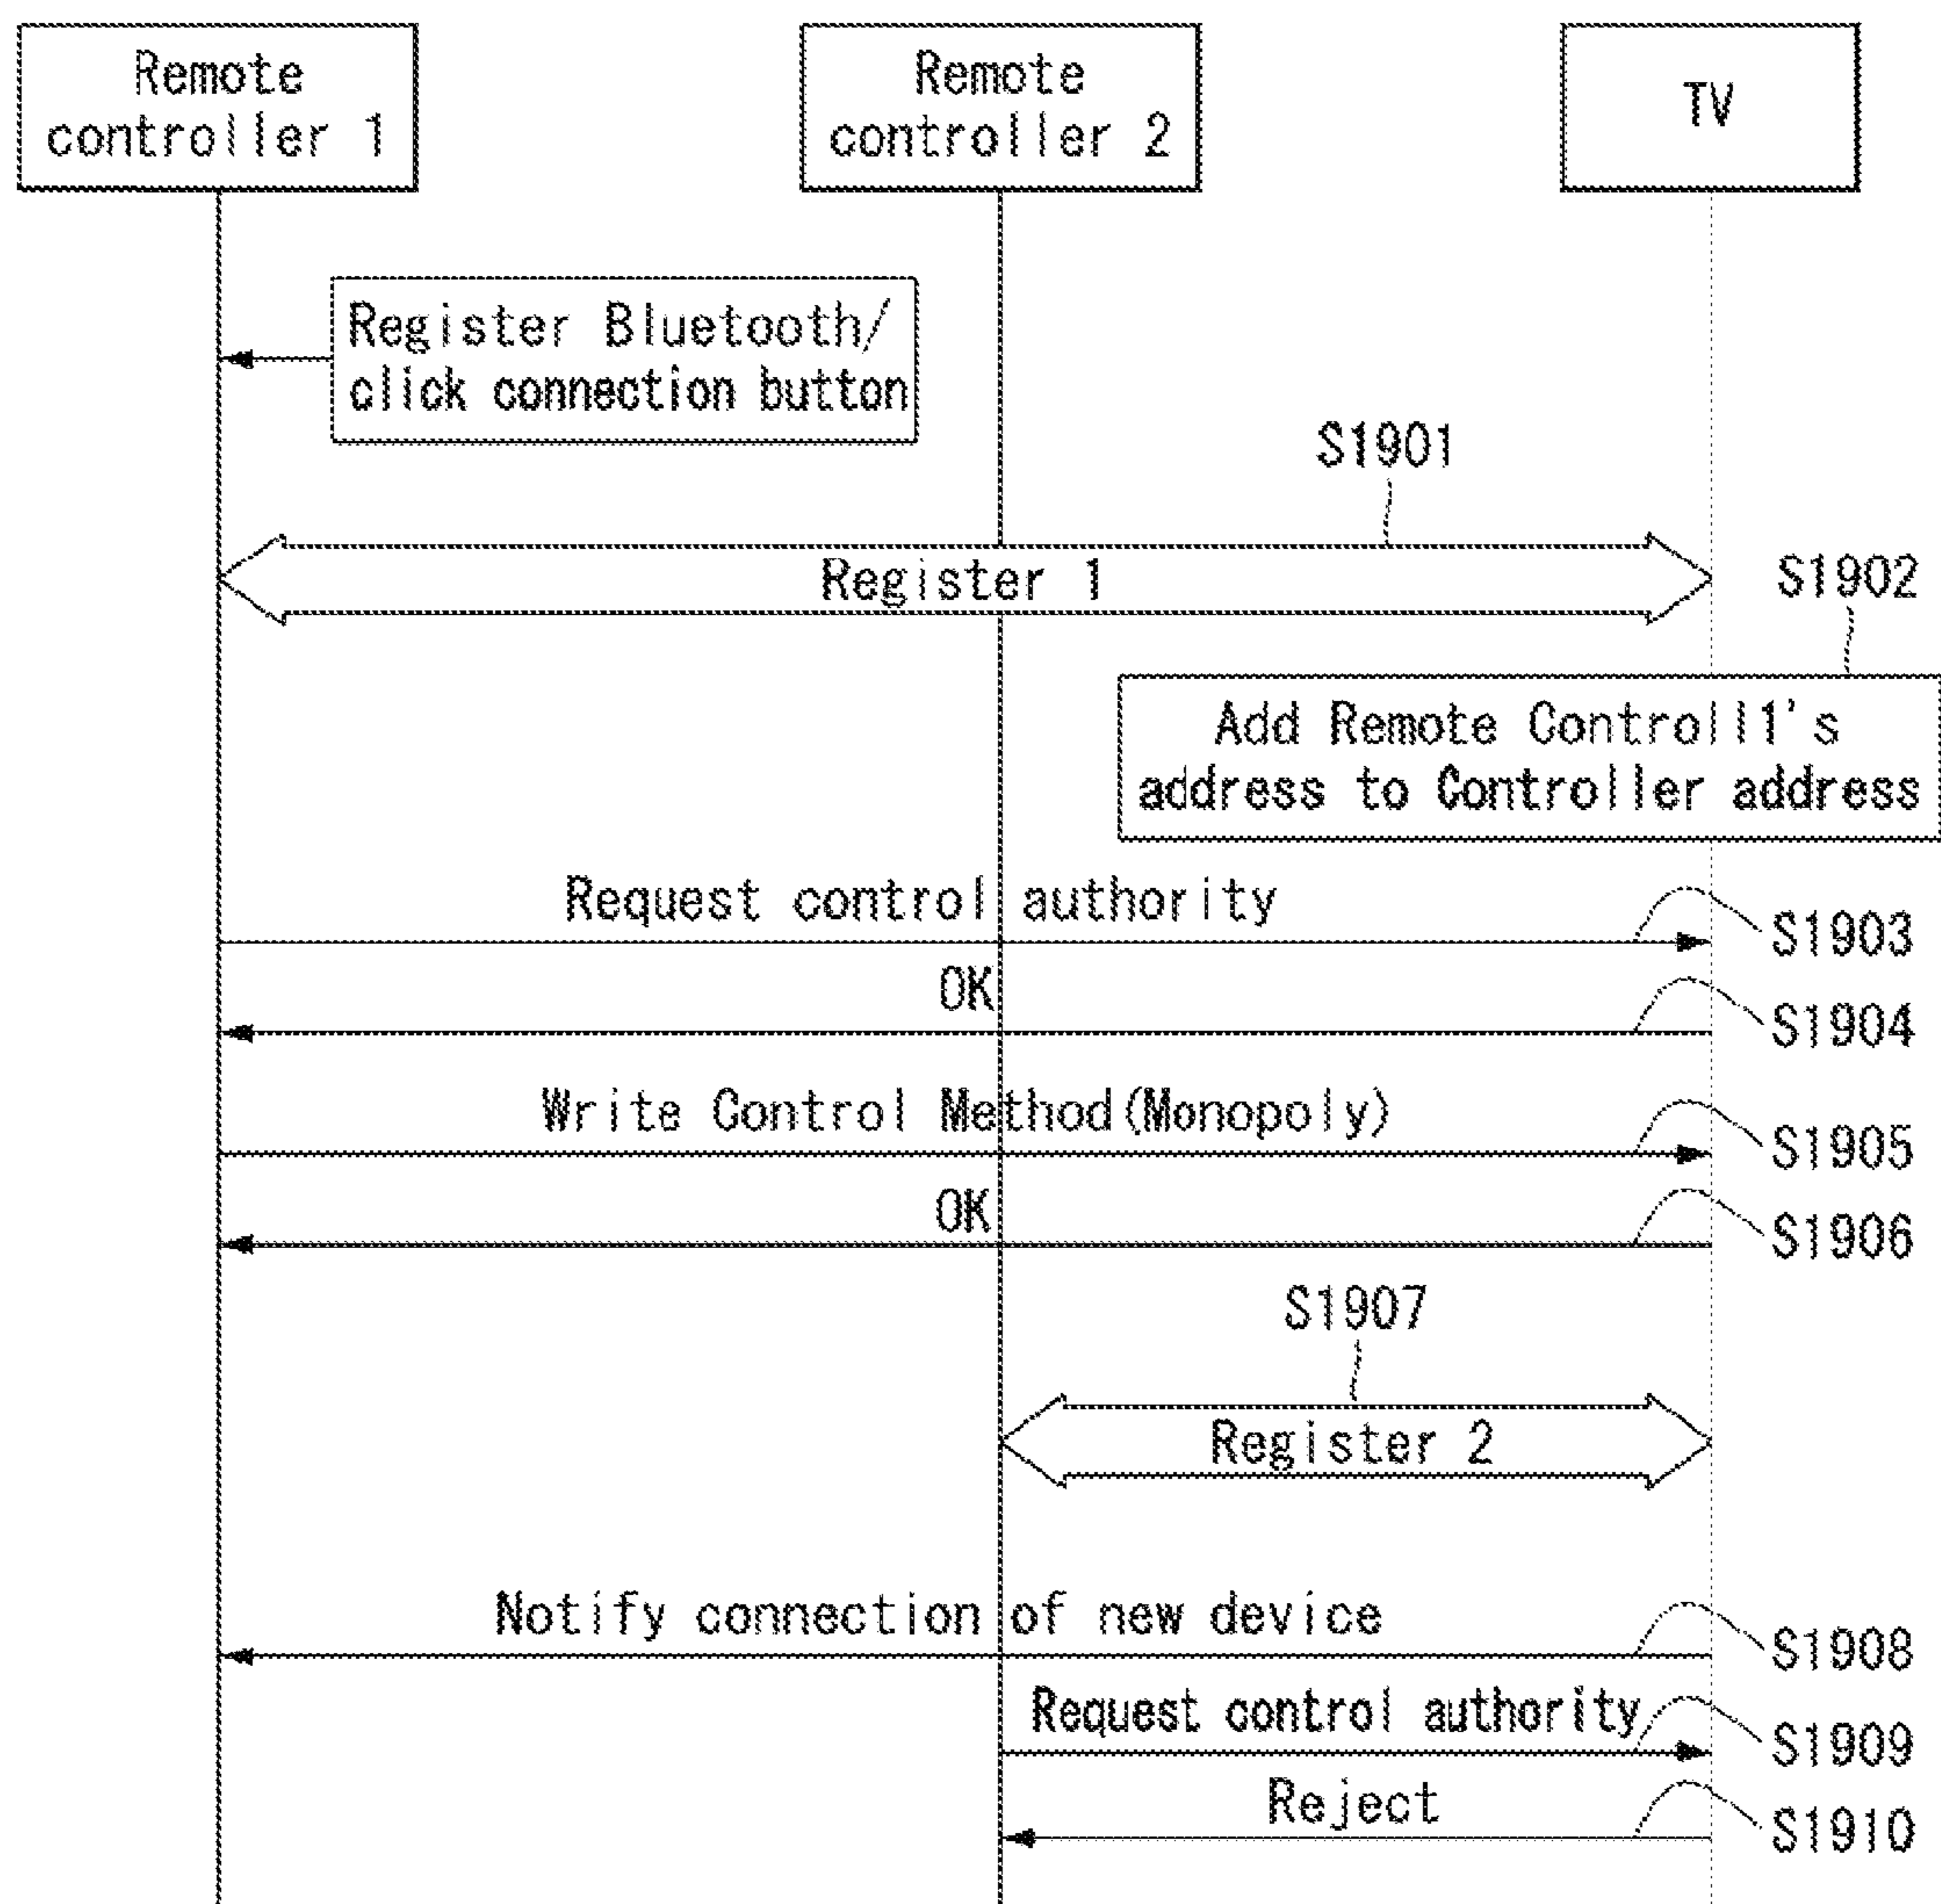 Remote
controller 1
Remote
controller 2
TV
Register Bluetooth/
click connection button
S1901
Register 1
S1902
Add Remote Controll1's
address to Controller address
Request control authority
S1903
OK
S1904
Write Control Method(Monopoly)
S1905
OK
S1906
S1907
Register 2
Notify connection of new device
S1908
Request control authority
S1909
Reject
S1910